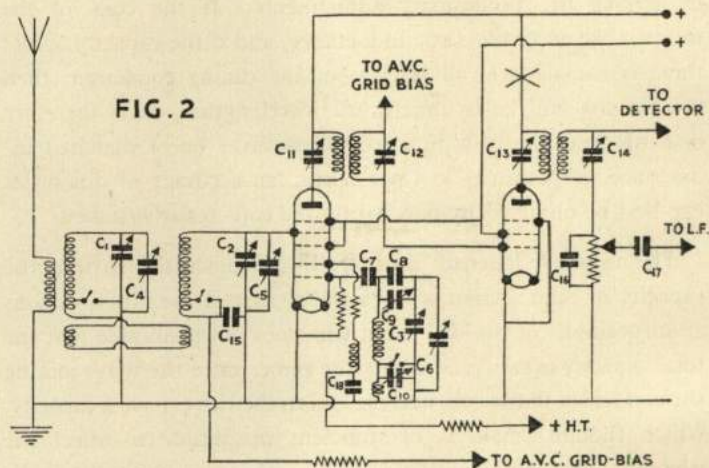 +
+
TO A.V.C.
GRID BIAS
TO
DETECTOR
FIG. 2
C11
C12
C13
C14
C1
C4
C2
C5
C7
C8
C16
TO L.F.
C17
C15
C9
C3
C6
C18
C10
+ H.T.
TO A.V.C. GRID-BIAS